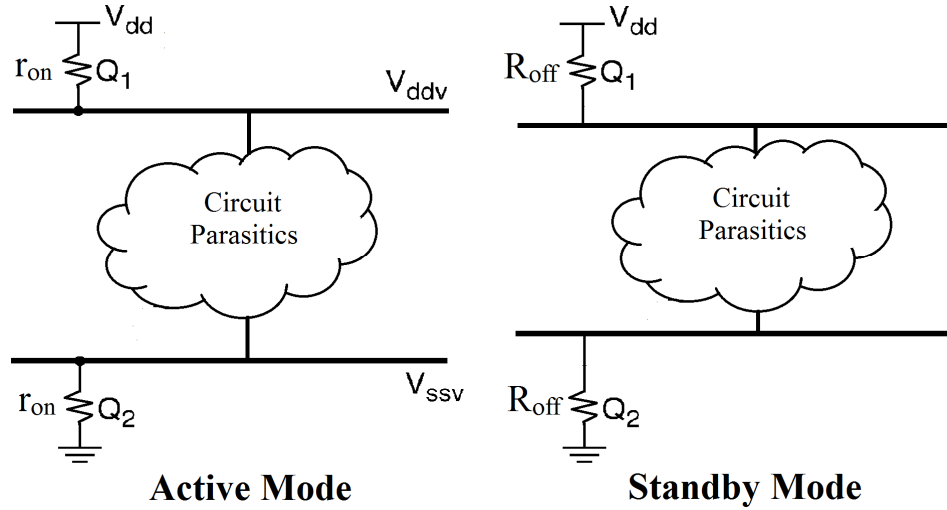 Vdd
ron Q1
Vddv
Circuit
Parasitics
Vssv
ron Q2
Active Mode
Vdd
Roff Q1
Circuit
Parasitics
Roff Q2
Standby Mode